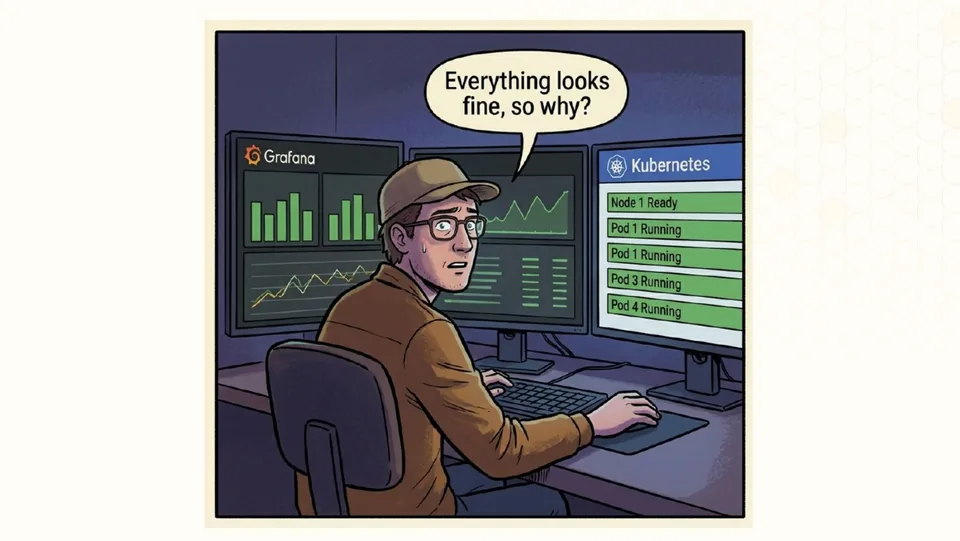 Everything looks
fine, so why?
Grafana
Kubernetes
Node 1 Ready
Pod 1 Running
Pod 1 Running
Pod 3 Running
Pod 4 Running